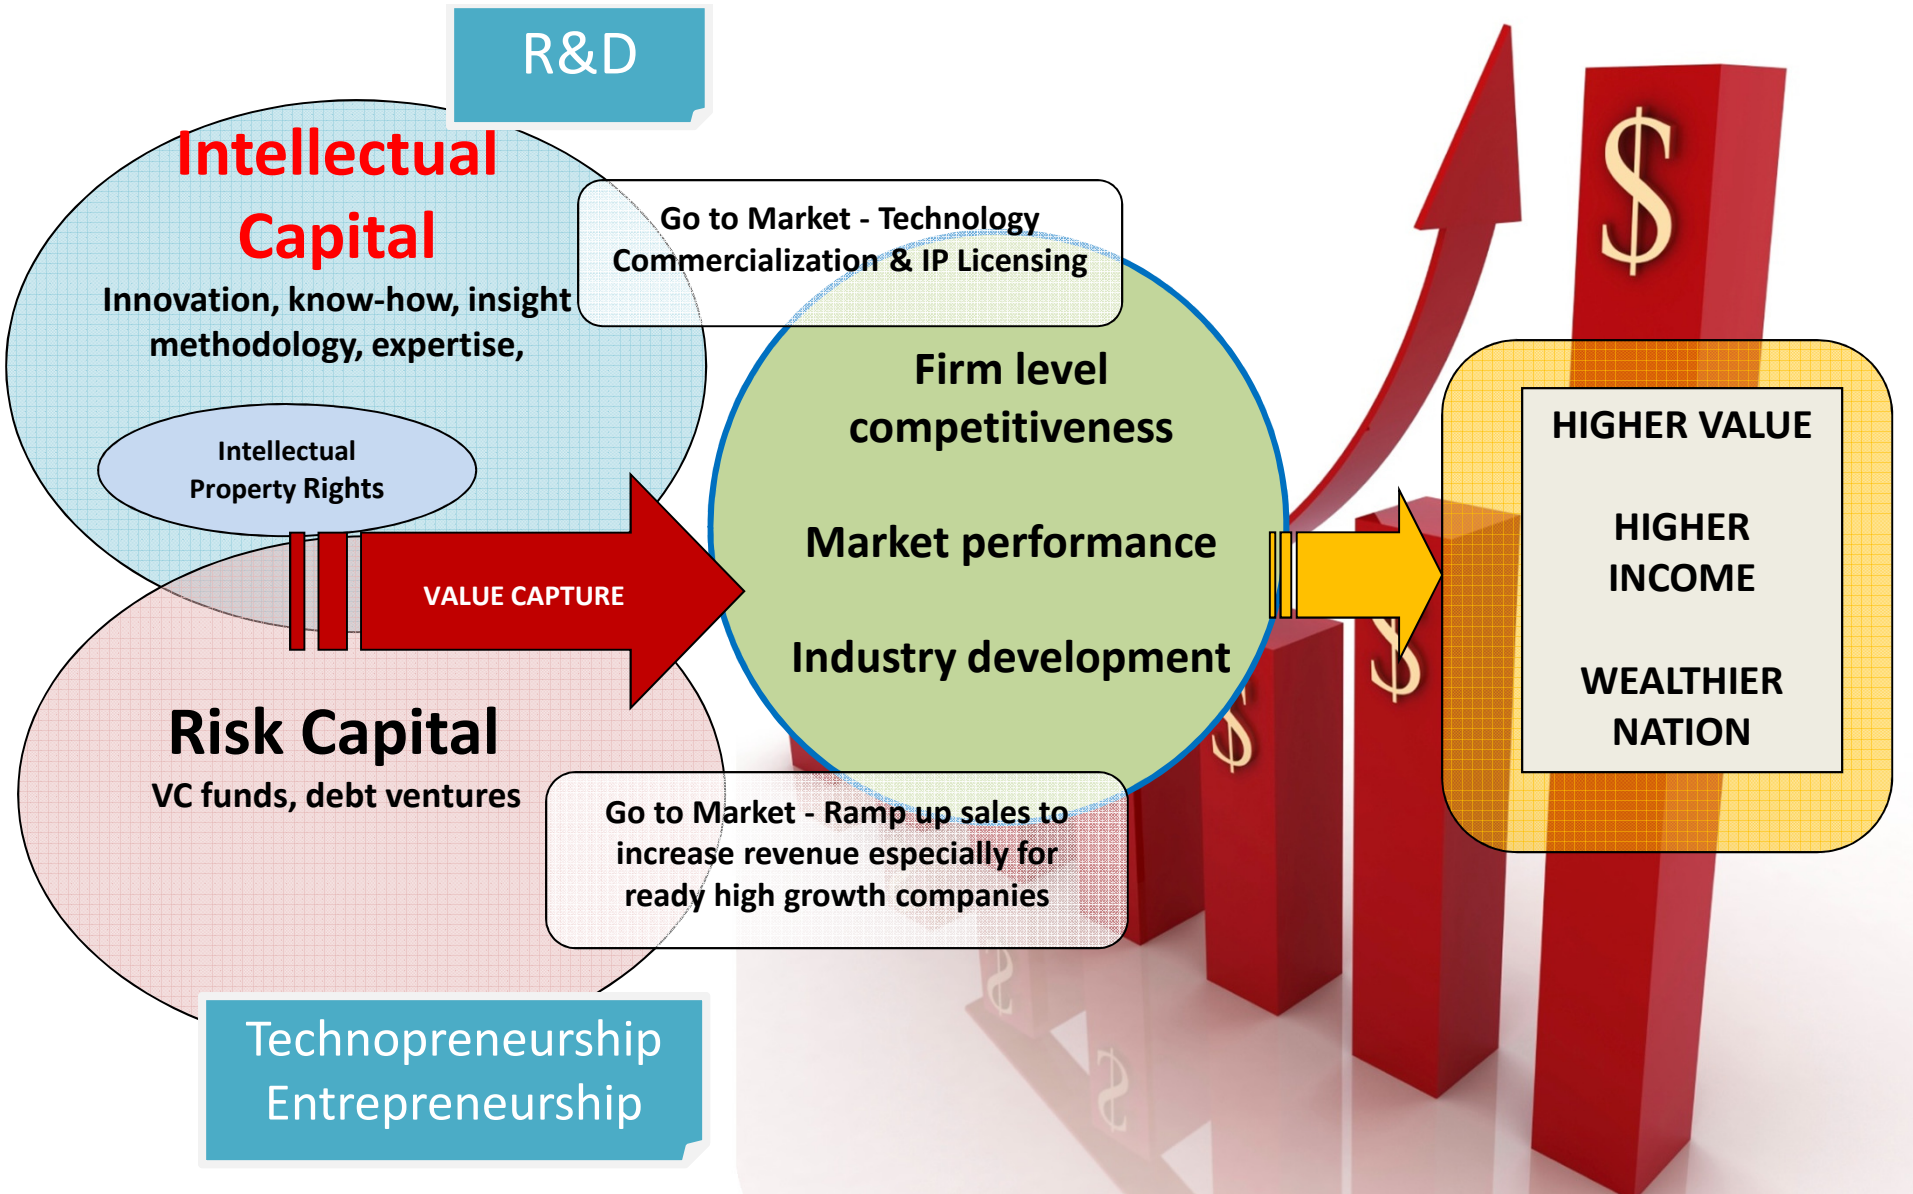 R&D
Intellectual
Capital
Innovation, know-how, insight
methodology, expertise,
Intellectual
Property Rights
Go to Market - Technology
Commercialization & IP Licensing
VALUE CAPTURE
Firm level
competitiveness
Market performance
Industry development
Risk Capital
VC funds, debt ventures
Go to Market - Ramp up sales to
increase revenue especially for
ready high growth companies
Technopreneurship
Entrepreneurship
$
$
$
$
$
HIGHER VALUE
HIGHER
INCOME
WEALTHIER
NATION